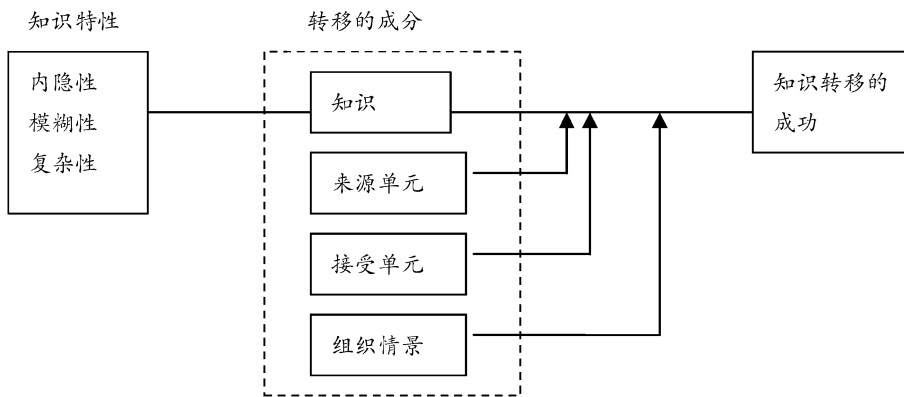 知识特性
转移的成分
内隐性
模糊性
复杂性
知识
来源单元
接受单元
组织情景
知识转移的
成功